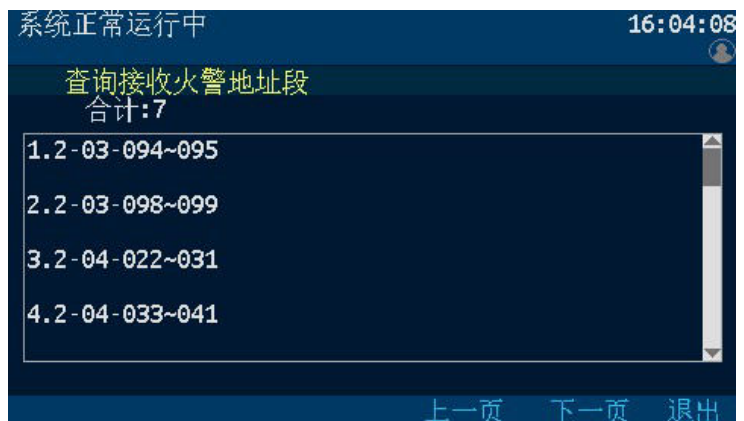 系统正常运行中 16:04:08
查询接收火警地址段
合计:7
1.2-03-094~095
2.2-03-098~099
3.2-04-022~031
4.2-04-033~041
上一页 下一页 退出